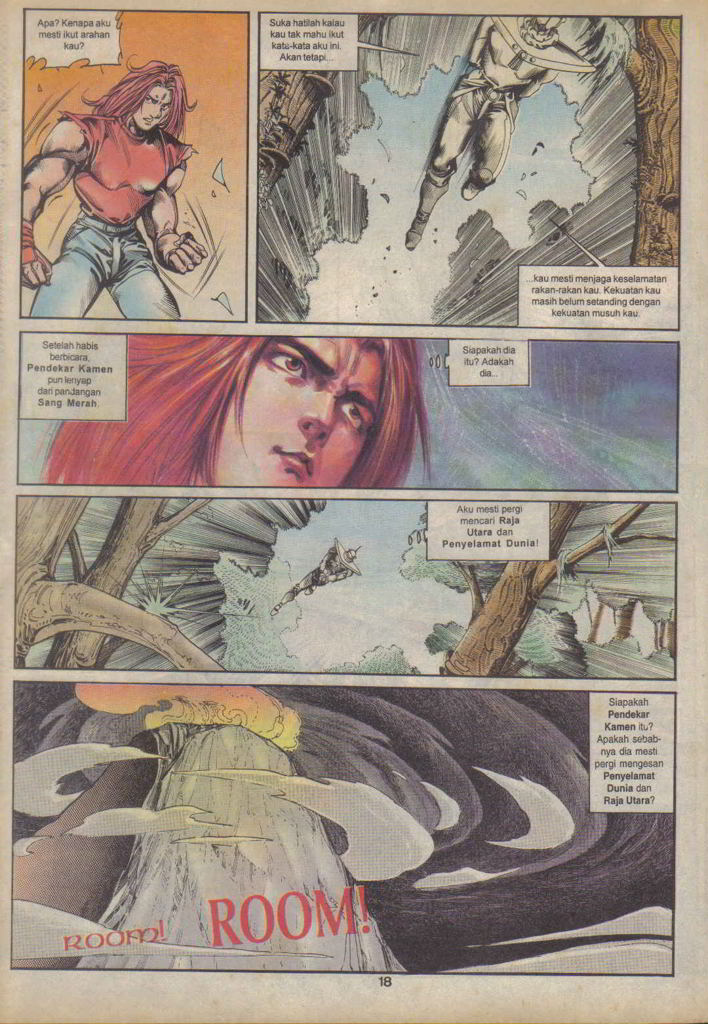 Apa? Kenapa aku
mesti ikut arahan
kau?
Suka hatilah kalau
kau tak mahu ikut
kata-kata aku ini.
Akan tetapi...
...kau mesti menjaga keselamatan
rakan-rakan kau. Kekuatan kau
masih belum setanding dengan
kekuatan musuh kau.
Setelah habis
berbicara,
Pendekar Kamen
pun lenyap
dari pandangan
Sang Merah.
Siapakah dia
itu? Adakah
dia...
Aku mesti pergi
mencari Raja
Utara dan
Penyelamat Dunia!
Siapakah
Pendekar
Kamen itu?
Apakah sebab-
nya dia mesti
pergi mengesan
Penyelamat
Dunia dan
Raja Utara?
ROOM!
ROOM!
18